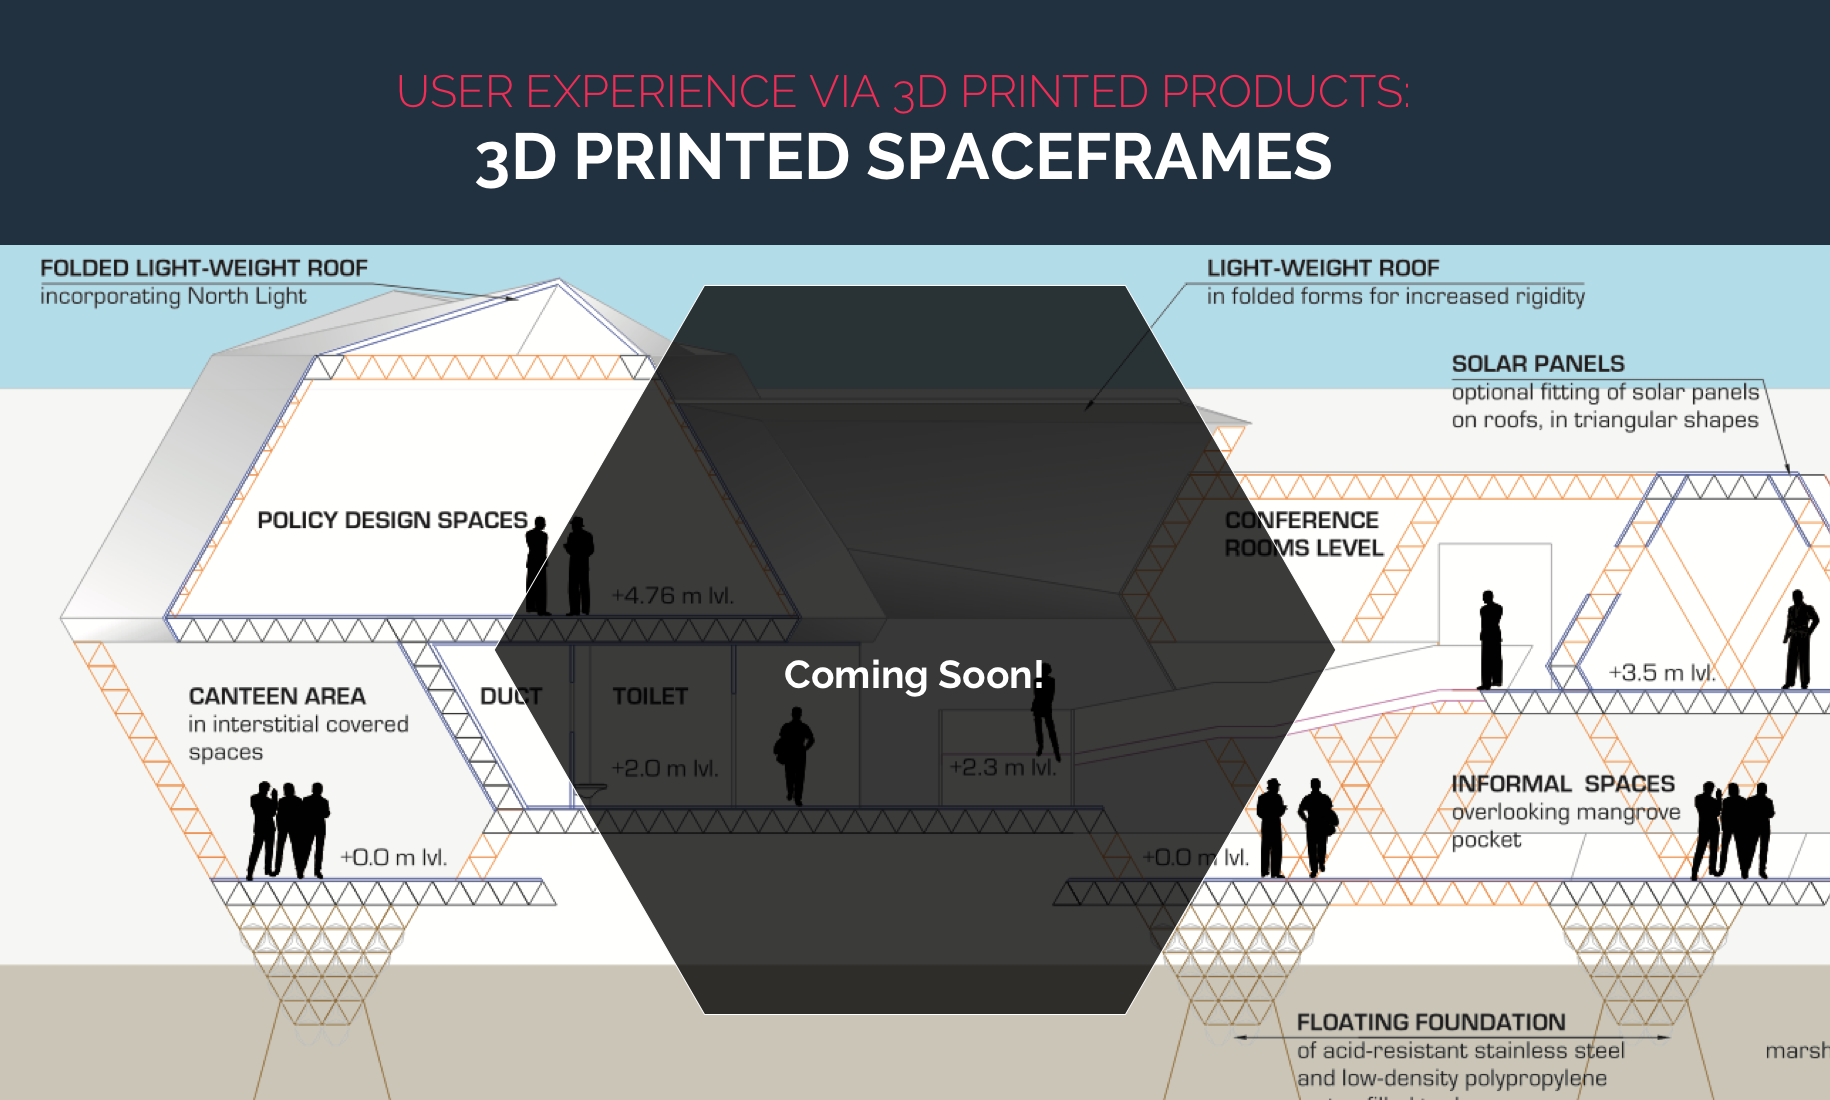 USER EXPERIENCE VIA 3D PRINTED PRODUCTS:
3D PRINTED SPACEFRAMES
FOLDED LIGHT-WEIGHT ROOF
incorporating North Light
LIGHT-WEIGHT ROOF
in folded forms for increased rigidity
SOLAR PANELS
optional fitting of solar panels
on roofs, in triangular shapes
POLICY DESIGN SPACES
+4.76 m lvl.
CONFERENCE
ROOMS LEVEL
+3.5 m lvl.
Coming Soon!
CANTEEN AREA
in interstitial covered
spaces
DUCT
TOILET
+2.0 m lvl.
+2.3 m lvl.
INFORMAL SPACES
overlooking mangrove
pocket
+0.0 m lvl.
+0.0 m lvl.
FLOATING FOUNDATION
of acid-resistant stainless steel
and low-density polypropylene